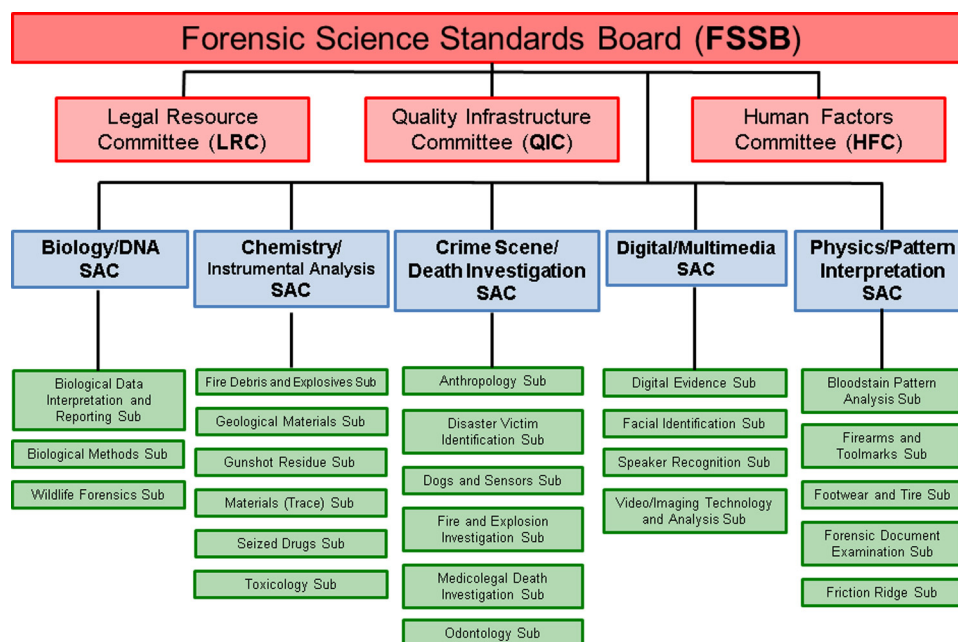 Forensic Science Standards Board (FSSB)
Legal Resource
Committee (LRC)
Quality Infrastructure
Committee (QIC)
Human Factors
Committee (HFC)
Biology/DNA
SAC
Chemistry/
Instrumental Analysis
SAC
Crime Scene/
Death Investigation
SAC
Digital/Multimedia
SAC
Physics/Pattern
Interpretation
SAC
Biological Data
Interpretation and
Reporting Sub
Biological Methods Sub
Wildlife Forensics Sub
Fire Debris and Explosives Sub
Geological Materials Sub
Gunshot Residue Sub
Materials (Trace) Sub
Seized Drugs Sub
Toxicology Sub
Anthropology Sub
Disaster Victim
Identification Sub
Dogs and Sensors Sub
Fire and Explosion
Investigation Sub
Medicolegal Death
Investigation Sub
Odontology Sub
Digital Evidence Sub
Facial Identification Sub
Speaker Recognition Sub
Video/Imaging Technology
and Analysis Sub
Bloodstain Pattern
Analysis Sub
Firearms and
Toolmarks Sub
Footwear and Tire Sub
Forensic Document
Examination Sub
Friction Ridge Sub